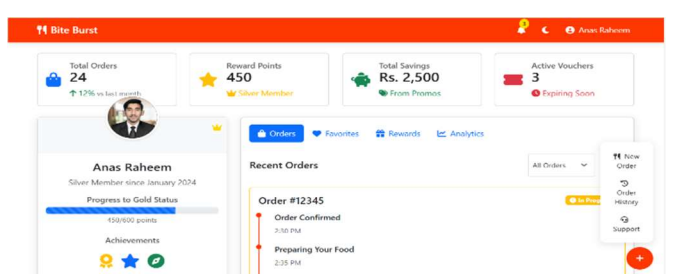 Bite Burst
3
Anas Raheem
Total Orders
24
↑ 12% vs last month
Reward Points
450
Silver Member
Total Savings
Rs. 2,500
From Promos
Active Vouchers
3
Expiring Soon
Anas Raheem
Silver Member since January 2024
Progress to Gold Status
450/600 points
Achievements
Orders
Favorites
Rewards
Analytics
Recent Orders
All Orders
Order #12345
In Prep
Order Confirmed
2:30 PM
Preparing Your Food
2:35 PM
New
Order
Order
History
Support
+